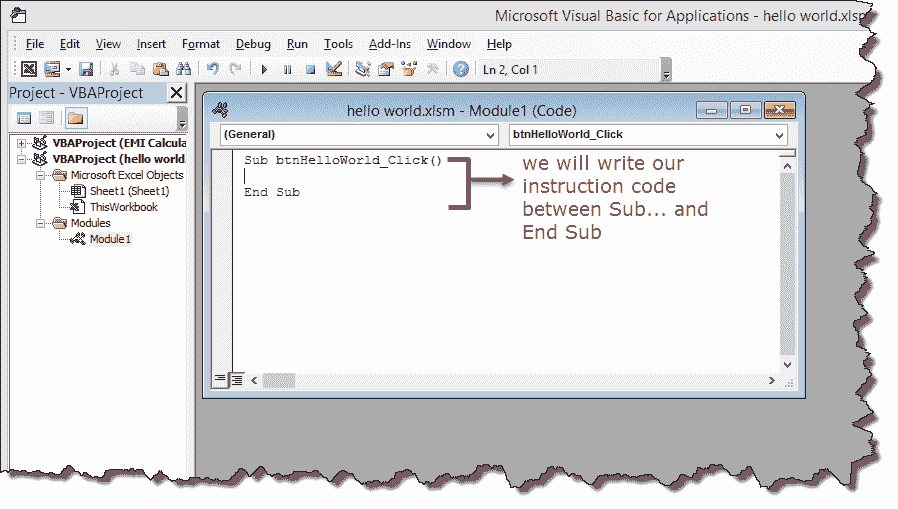 Microsoft Visual Basic for Applications - hello world.xlsm
File Edit View Insert Format Debug Run Tools Add-Ins Window Help
Ln 2, Col 1
Project - VBAProject
VBAProject (EMI Calcula
VBAProject (hello world.
Microsoft Excel Objects
Sheet1 (Sheet1)
ThisWorkbook
Modules
Module1
hello world.xlsm - Module1 (Code)
(General) btnHelloWorld_Click
Sub btnHelloWorld_Click()
End Sub
we will write our
instruction code
between Sub... and
End Sub